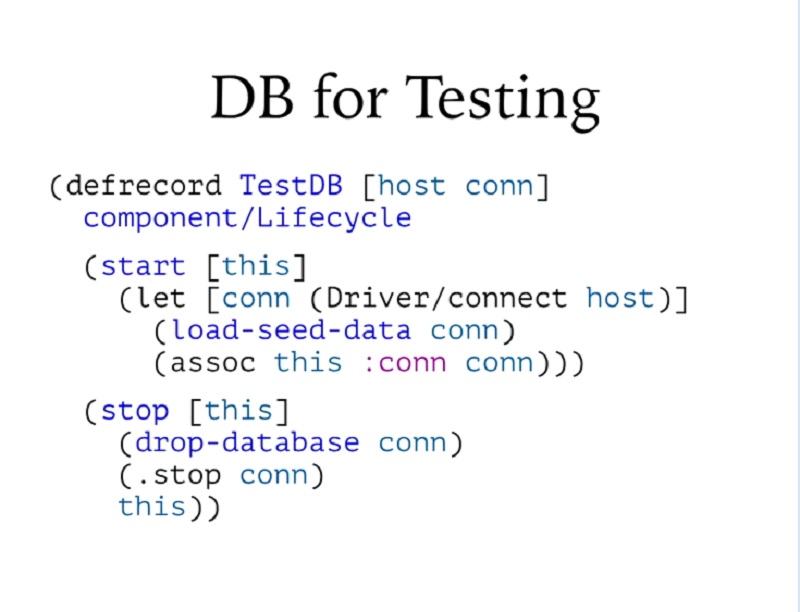 DB for Testing
(defrecord TestDB [host conn]
  component/Lifecycle
  (start [this]
    (let [conn (Driver/connect host)]
      (load-seed-data conn)
      (assoc this :conn conn)))
  (stop [this]
    (drop-database conn)
    (.stop conn)
    this))